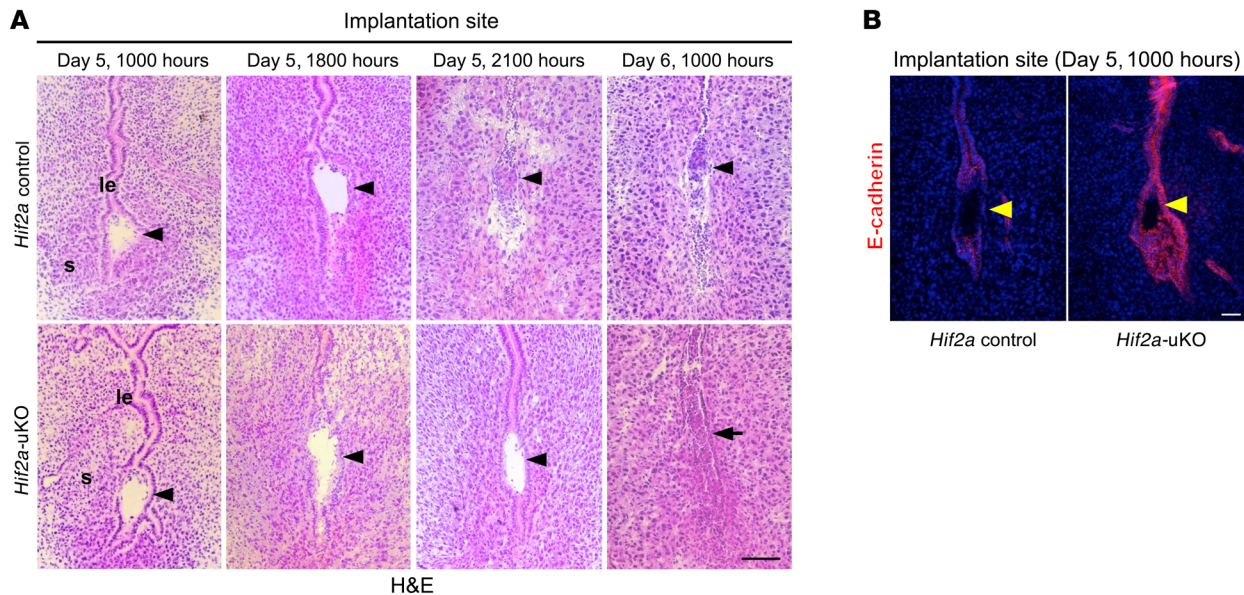 A
Implantation site
Day 5, 1000 hours
Day 5, 1800 hours
Day 5, 2100 hours
Day 6, 1000 hours
Hif2a control
le
s
Hif2a-uKO
le
s
H&E
B
Implantation site (Day 5, 1000 hours)
E-cadherin
Hif2a control
Hif2a-uKO